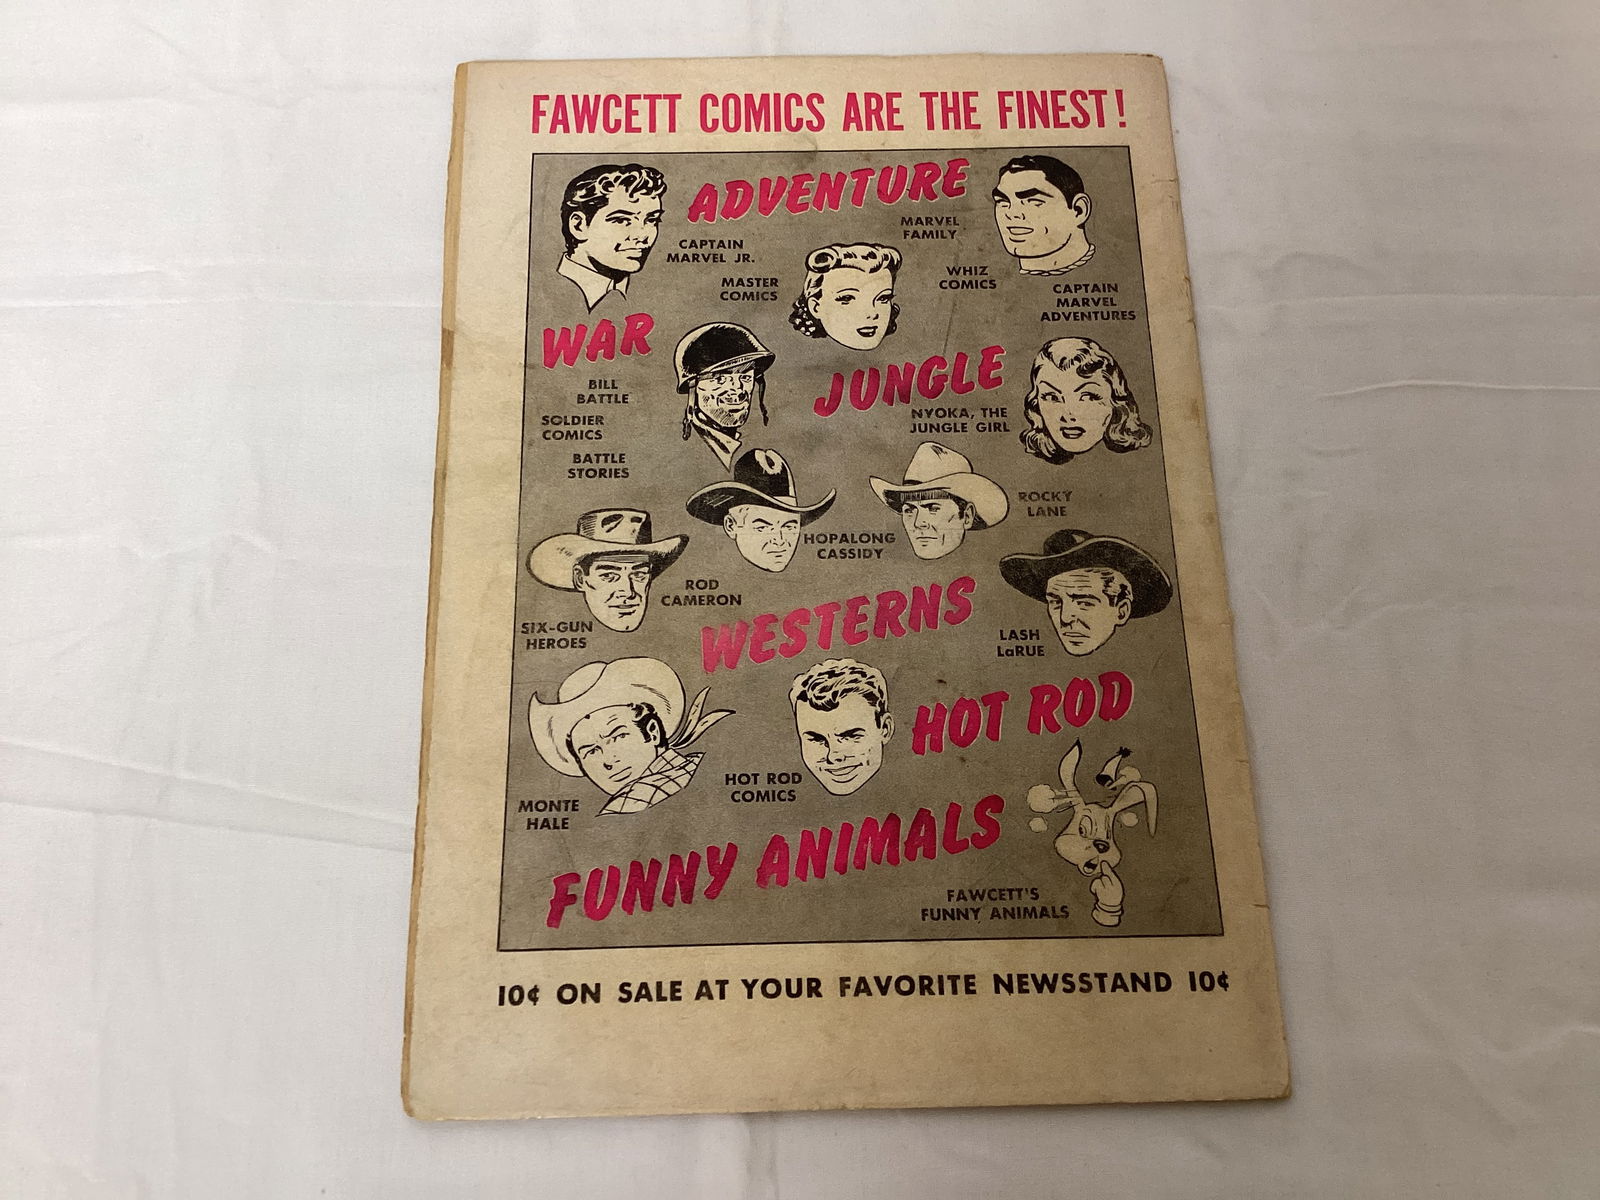 FAWCETT COMICS ARE THE FINEST!
ADVENTURE
CAPTAIN
MARVEL JR.
MASTER
COMICS
MARVEL
FAMILY
WHIZ
COMICS
CAPTAIN
MARVEL
ADVENTURES
WAR
BILL
BATTLE
SOLDIER
COMICS
BATTLE
STORIES
JUNGLE
NYOKA, THE
JUNGLE GIRL
HOPALONG
CASSIDY
ROCKY
LANE
ROD
CAMERON
SIX-GUN
HEROES
WESTERNS
LASH
LaRUE
MONTE
HALE
HOT ROD
HOT ROD
COMICS
FUNNY ANIMALS
FAWCETT'S
FUNNY ANIMALS
10¢ ON SALE AT YOUR FAVORITE NEWSSTAND 10¢